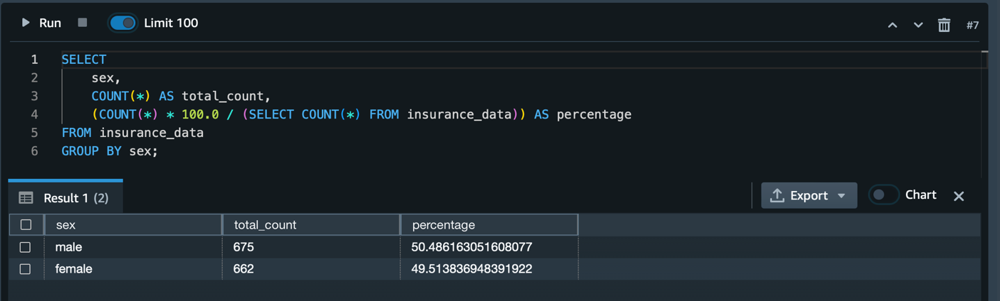 Run Limit 100 #7
1 SELECT
2 sex,
3 COUNT(*) AS total_count,
4 (COUNT(*) * 100.0 / (SELECT COUNT(*) FROM insurance_data)) AS percentage
5 FROM insurance_data
6 GROUP BY sex;
Result 1 (2) Export Chart
sex total_count percentage
male 675 50.486163051608077
female 662 49.513836948391922